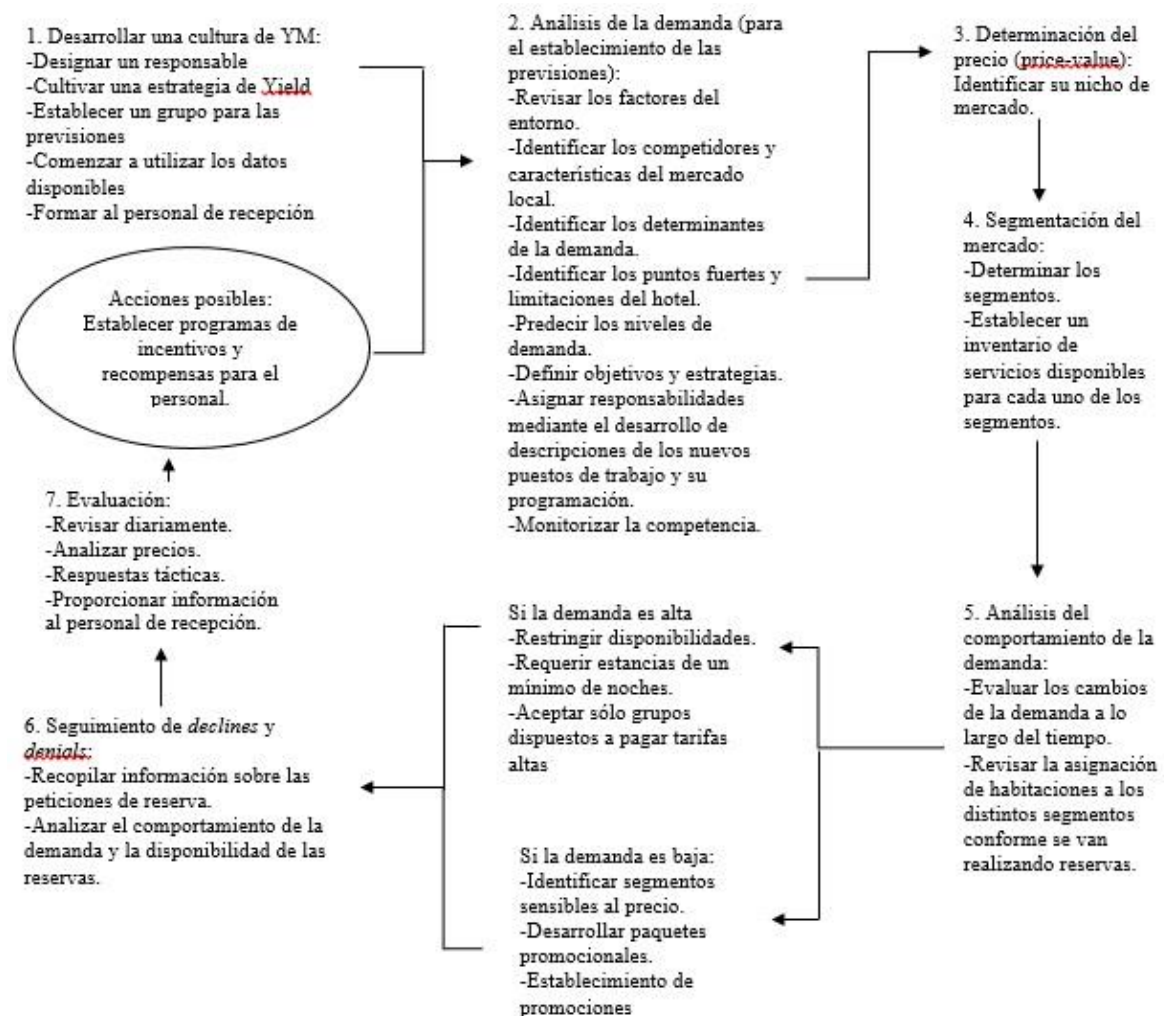 1. Desarrollar una cultura de YM:
-Designar un responsable
-Cultivar una estrategia de Yield
-Establecer un grupo para las
previsiones
-Comenzar a utilizar los datos
disponibles
-Formar al personal de recepción
Acciones posibles:
Establecer programas de
incentivos y
recompensas para el
personal.
2. Análisis de la demanda (para
el establecimiento de las
previsiones):
-Revisar los factores del
entorno.
-Identificar los competidores y
características del mercado
local.
-Identificar los determinantes
de la demanda.
-Identificar los puntos fuertes y
limitaciones del hotel.
-Predecir los niveles de
demanda.
-Definir objetivos y estrategias.
-Asignar responsabilidades
mediante el desarrollo de
descripciones de los nuevos
puestos de trabajo y su
programación.
-Monitorizar la competencia.
3. Determinación del
precio (price-value):
Identificar su nicho de
mercado.
4. Segmentación del
mercado:
-Determinar los
segmentos.
-Establecer un
inventario de
servicios disponibles
para cada uno de los
segmentos.
5. Análisis del
comportamiento de la
demanda:
-Evaluar los cambios
de la demanda a lo
largo del tiempo.
-Revisar la asignación
de habitaciones a los
distintos segmentos
conforme se van
realizando reservas.
Si la demanda es alta
-Restringir disponibilidades.
-Requerir estancias de un
mínimo de noches.
-Aceptar sólo grupos
dispuestos a pagar tarifas
altas
Si la demanda es baja:
-Identificar segmentos
sensibles al precio.
-Desarrollar paquetes
promocionales.
-Establecimiento de
promociones
6. Seguimiento de declines y
denials:
-Recopilar información sobre las
peticiones de reserva.
-Analizar el comportamiento de la
demanda y la disponibilidad de las
reservas.
7. Evaluación:
-Revisar diariamente.
-Analizar precios.
-Respuestas tácticas.
-Proporcionar información
al personal de recepción.